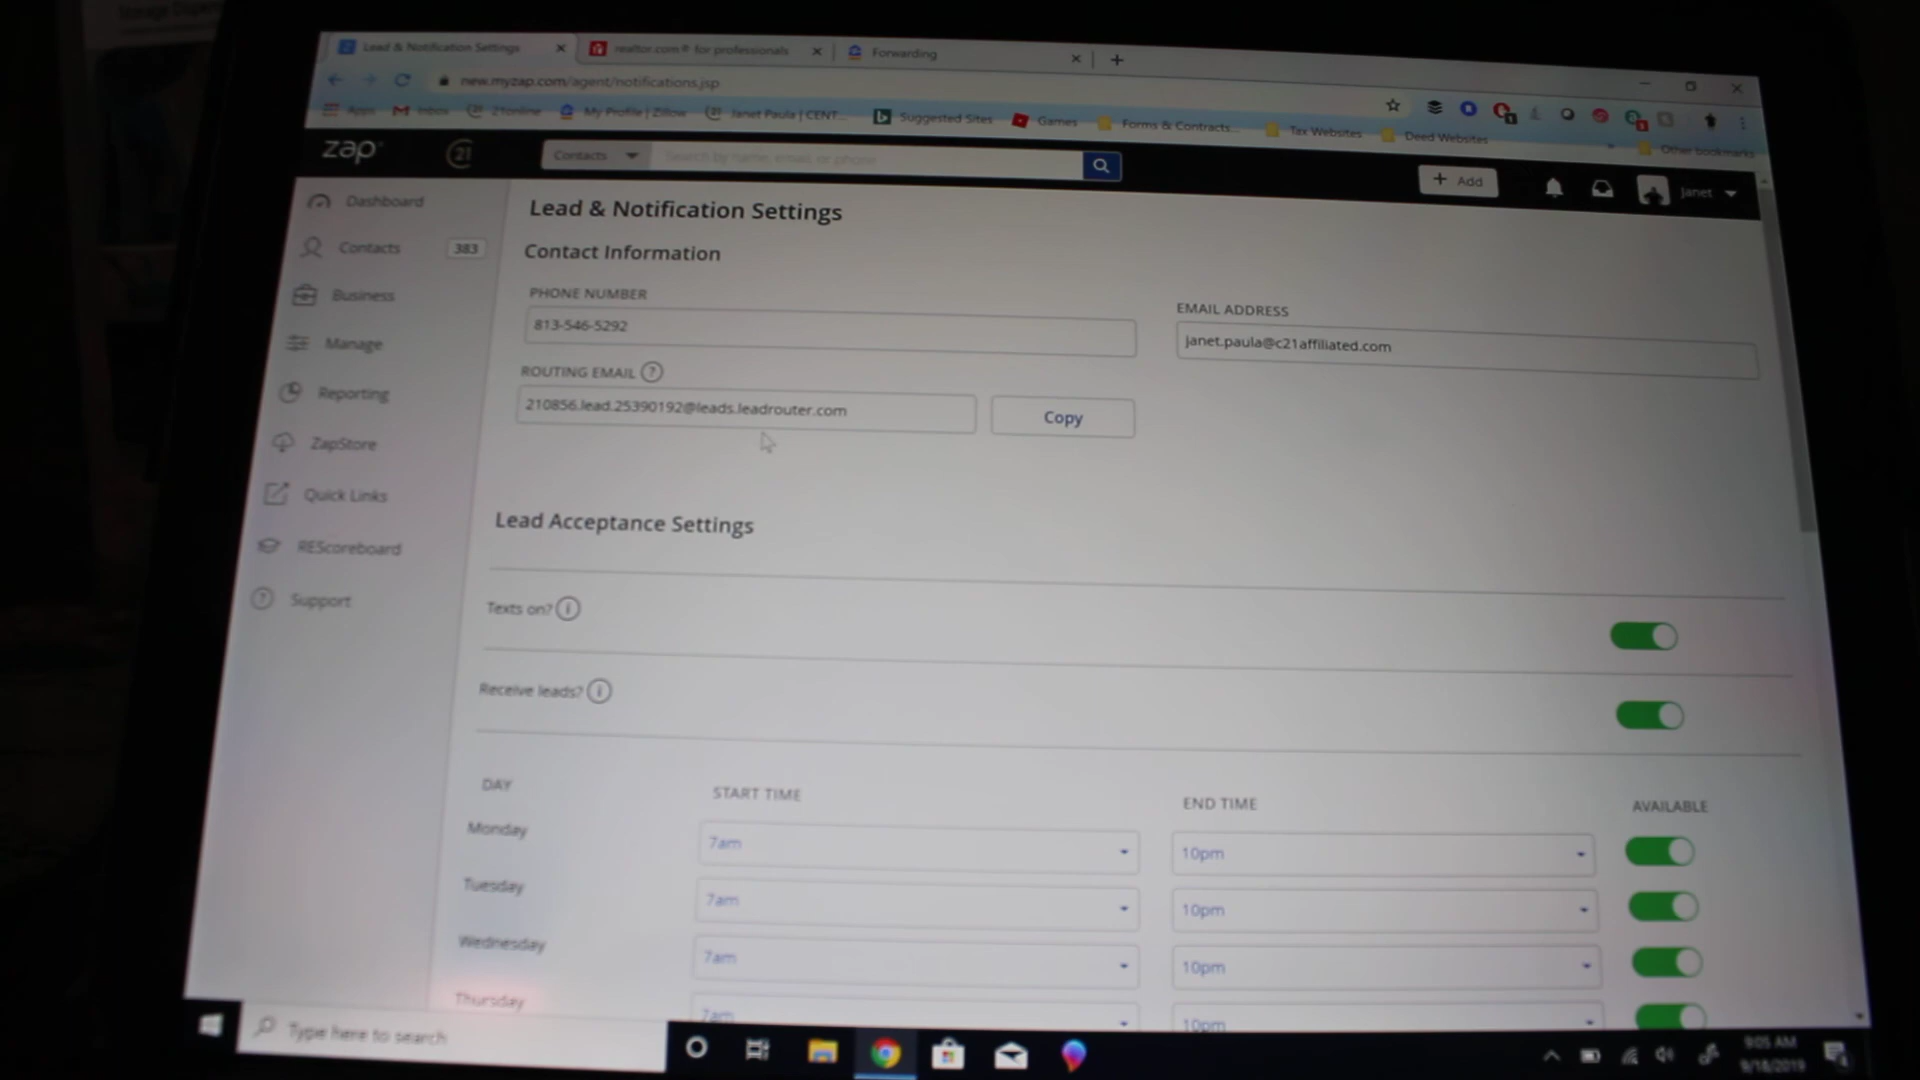 Lead & Notification Settings
realtor.com® for professionals
Forwarding
new.myzap.com/agent/notifications.jsp
Apps
Inbox
21online
My Profile | Zillow
Janet Paula | CENT...
Suggested Sites
Games
Forms & Contracts...
Tax Websites
Deed Websites
Other bookmarks
zap
21
Contacts
Search by name, email, or phone
+ Add
Janet
Dashboard
Contacts 383
Business
Manage
Reporting
ZapStore
Quick Links
REScoreboard
Support
Lead & Notification Settings
Contact Information
PHONE NUMBER
813-546-5292
EMAIL ADDRESS
janet.paula@c21affiliated.com
ROUTING EMAIL ?
210856.lead.25390192@leads.leadrouter.com
Copy
Lead Acceptance Settings
Texts on? i
Receive leads? i
DAY START TIME END TIME AVAILABLE
Monday 7am 10pm
Tuesday 7am 10pm
Wednesday 7am 10pm
Thursday 7am 10pm
Type here to search
9:05 AM
9/18/2019